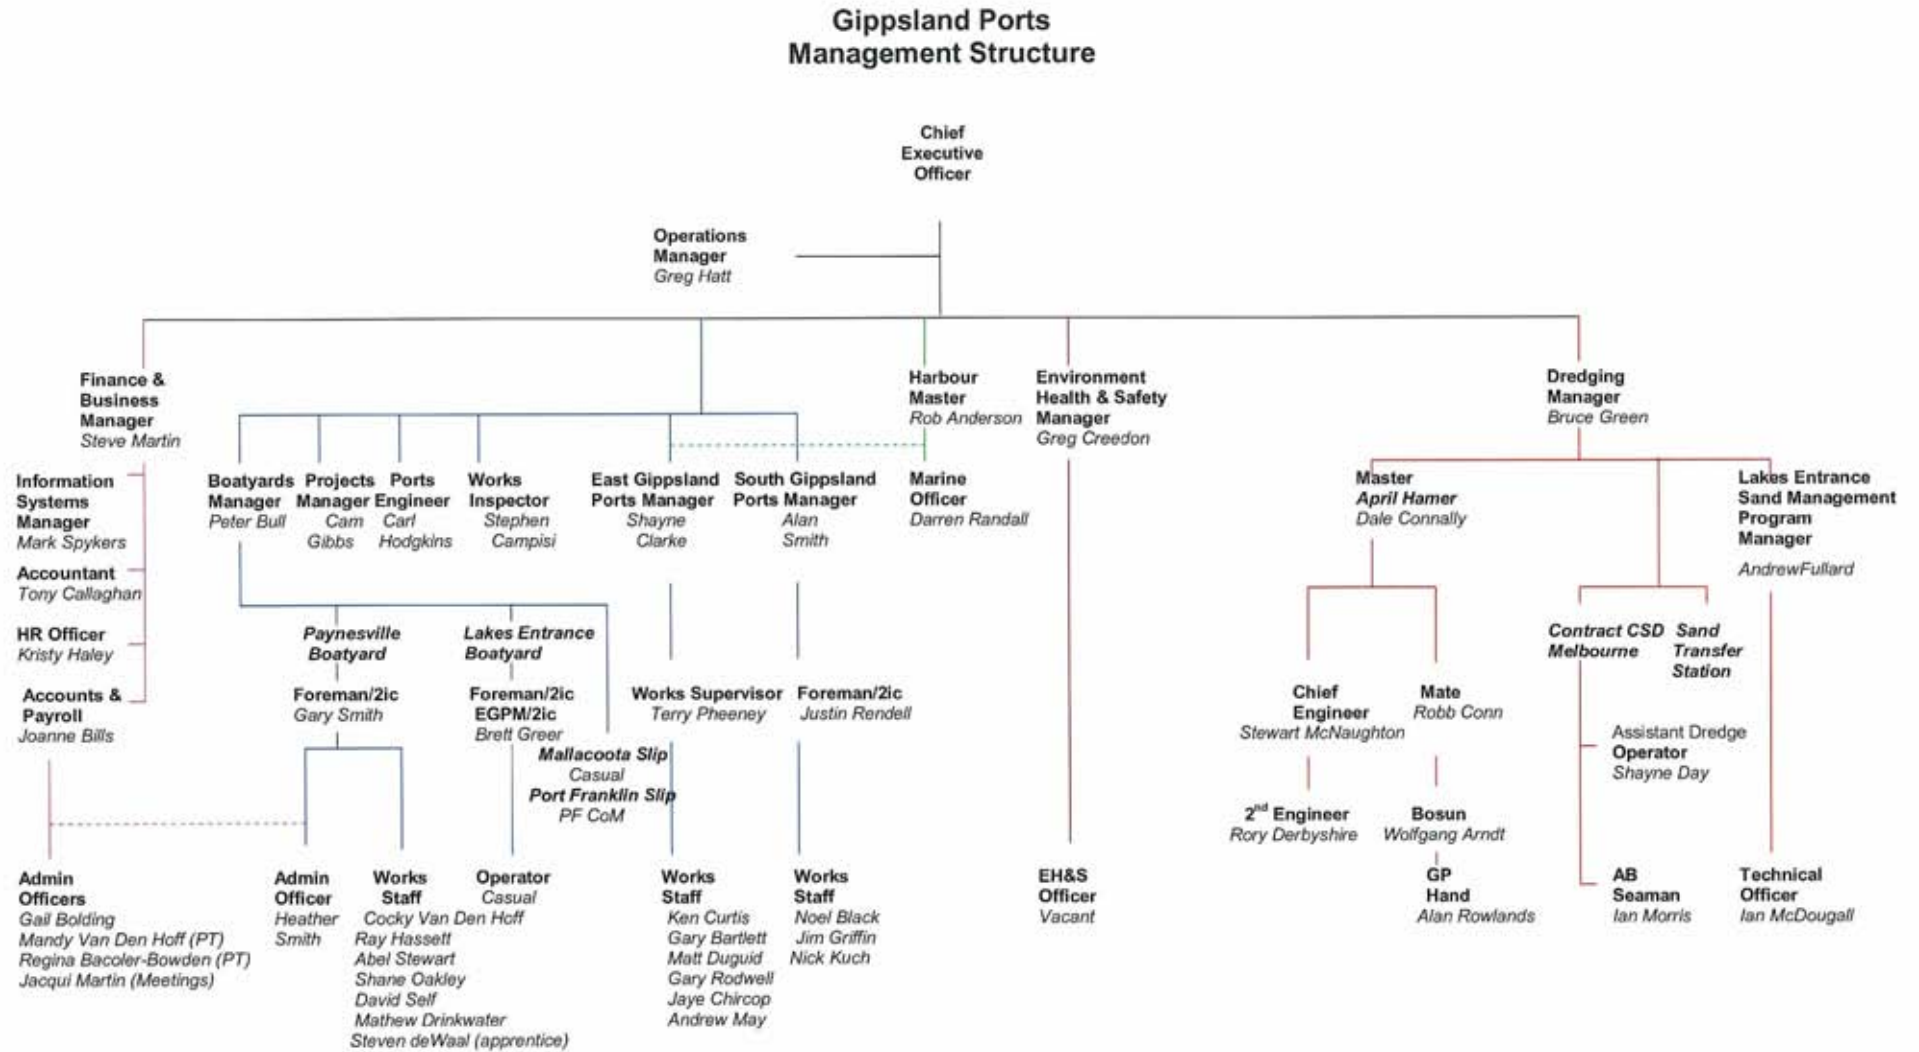 Gippsland Ports
Management Structure
Chief
Executive
Officer
Operations
Manager
Greg Hatt
Finance &
Business
Manager
Steve Martin
Harbour
Master
Rob Anderson
Environment
Health & Safety
Manager
Greg Creedon
Dredging
Manager
Bruce Green
Information
Systems
Manager
Mark Spykers
Accountant
Tony Callaghan
HR Officer
Kristy Haley
Accounts &
Payroll
Joanne Bills
Boatyards
Manager
Peter Bull
Projects
Manager
Cam
Gibbs
Ports
Engineer
Carl
Hodgkins
Works
Inspector
Stephen
Campisi
East Gippsland
Ports Manager
Shayne
Clarke
South Gippsland
Ports Manager
Alan
Smith
Marine
Officer
Darren Randall
Master
April Hamer
Dale Connally
Lakes Entrance
Sand Management
Program
Manager
AndrewFullard
Paynesville
Boatyard
Foreman/2ic
Gary Smith
Lakes Entrance
Boatyard
Foreman/2ic
EGPM/2ic
Brett Greer
Mallacoota Slip
Casual
Port Franklin Slip
PF CoM
Works Supervisor
Terry Pheeney
Foreman/2ic
Justin Rendell
Chief
Engineer
Stewart McNaughton
Mate
Robb Conn
Contract CSD
Melbourne
Sand
Transfer
Station
Assistant Dredge
Operator
Shayne Day
2nd Engineer
Rory Derbyshire
Bosun
Wolfgang Arndt
Admin
Officers
Gail Bolding
Mandy Van Den Hoff (PT)
Regina Bacoler-Bowden (PT)
Jacqui Martin (Meetings)
Admin
Officer
Heather
Smith
Works
Staff
Cocky Van Den Hoff
Ray Hassett
Abel Stewart
Shane Oakley
David Self
Mathew Drinkwater
Steven deWaal (apprentice)
Operator
Casual
Works
Staff
Ken Curtis
Gary Bartlett
Matt Duguid
Gary Rodwell
Jaye Chircop
Andrew May
Works
Staff
Noel Black
Jim Griffin
Nick Kuch
EH&S
Officer
Vacant
GP
Hand
Alan Rowlands
AB
Seaman
Ian Morris
Technical
Officer
Ian McDougall